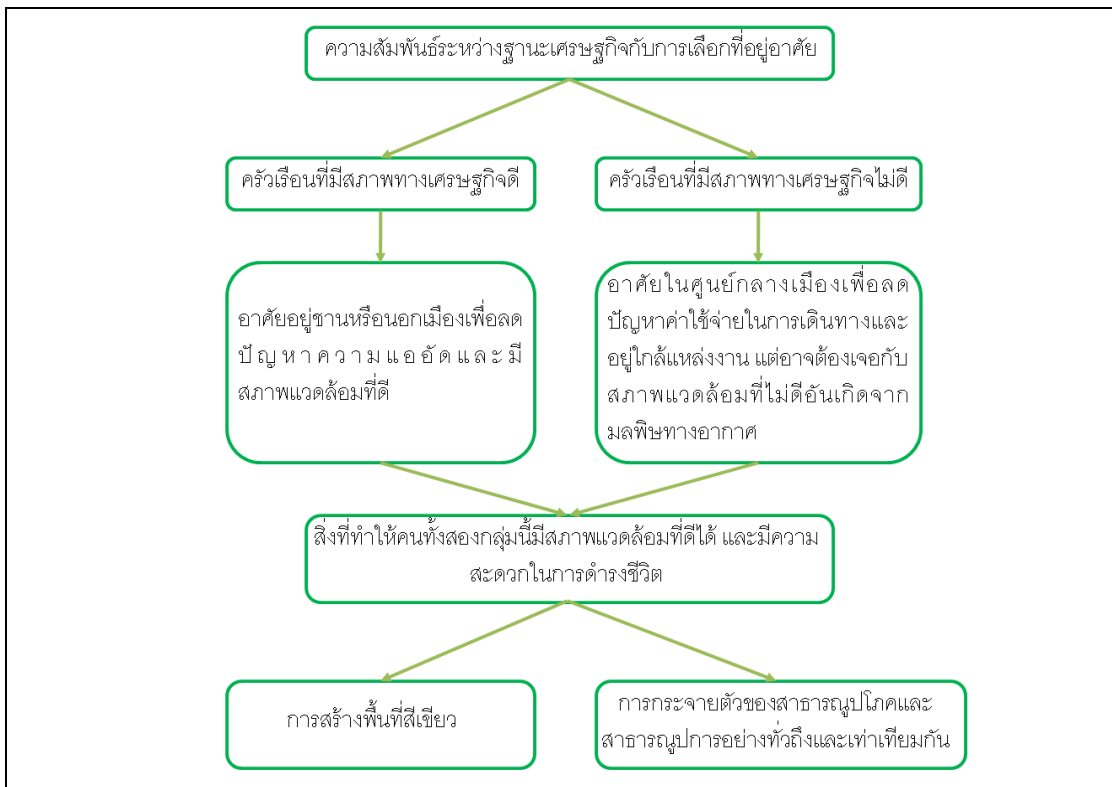 ความสัมพันธ์ระหว่างฐานะเศรษฐกิจกับการเลือกที่อยู่อาศัย
ครัวเรือนที่มีสภาพทางเศรษฐกิจดี
ครัวเรือนที่มีสภาพทางเศรษฐกิจไม่ดี
อาศัยอยู่ชานหรือนอกเมืองเพื่อลด
ปัญหาความแออัดและมี
สภาพแวดล้อมที่ดี
อาศัยในศูนย์กลางเมืองเพื่อลด
ปัญหาค่าใช้จ่ายในการเดินทางและ
อยู่ใกล้แหล่งงาน แต่อาจต้องเจอกับ
สภาพแวดล้อมที่ไม่ดีอันเกิดจาก
มลพิษทางอากาศ
สิ่งที่ทำให้คนทั้งสองกลุ่มนี้มีสภาพแวดล้อมที่ดีได้ และมีความ
สะดวกในการดำรงชีวิต
การสร้างพื้นที่สีเขียว
การกระจายตัวของสาธารณูปโภคและ
สาธารณูปการอย่างทั่วถึงและเท่าเทียมกัน